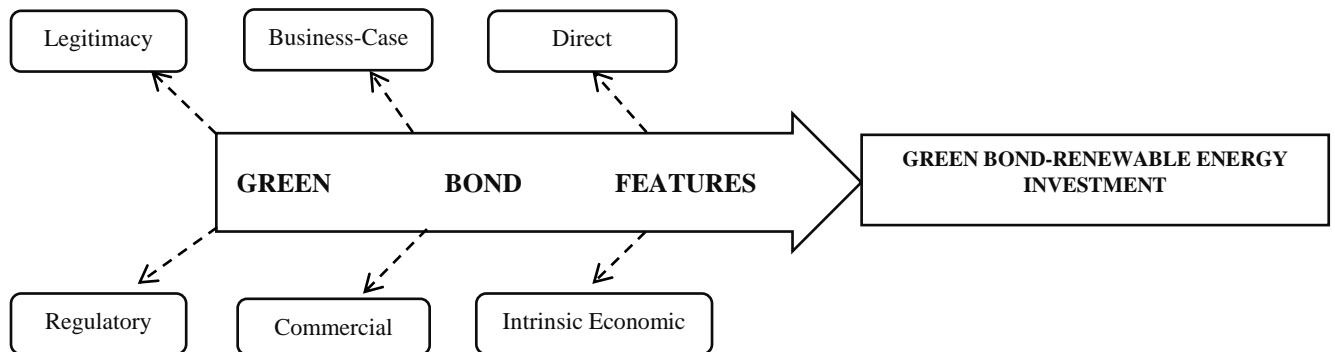 Legitimacy
Business-Case
Direct
GREEN BOND FEATURES
GREEN BOND-RENEWABLE ENERGY
INVESTMENT
Regulatory
Commercial
Intrinsic Economic